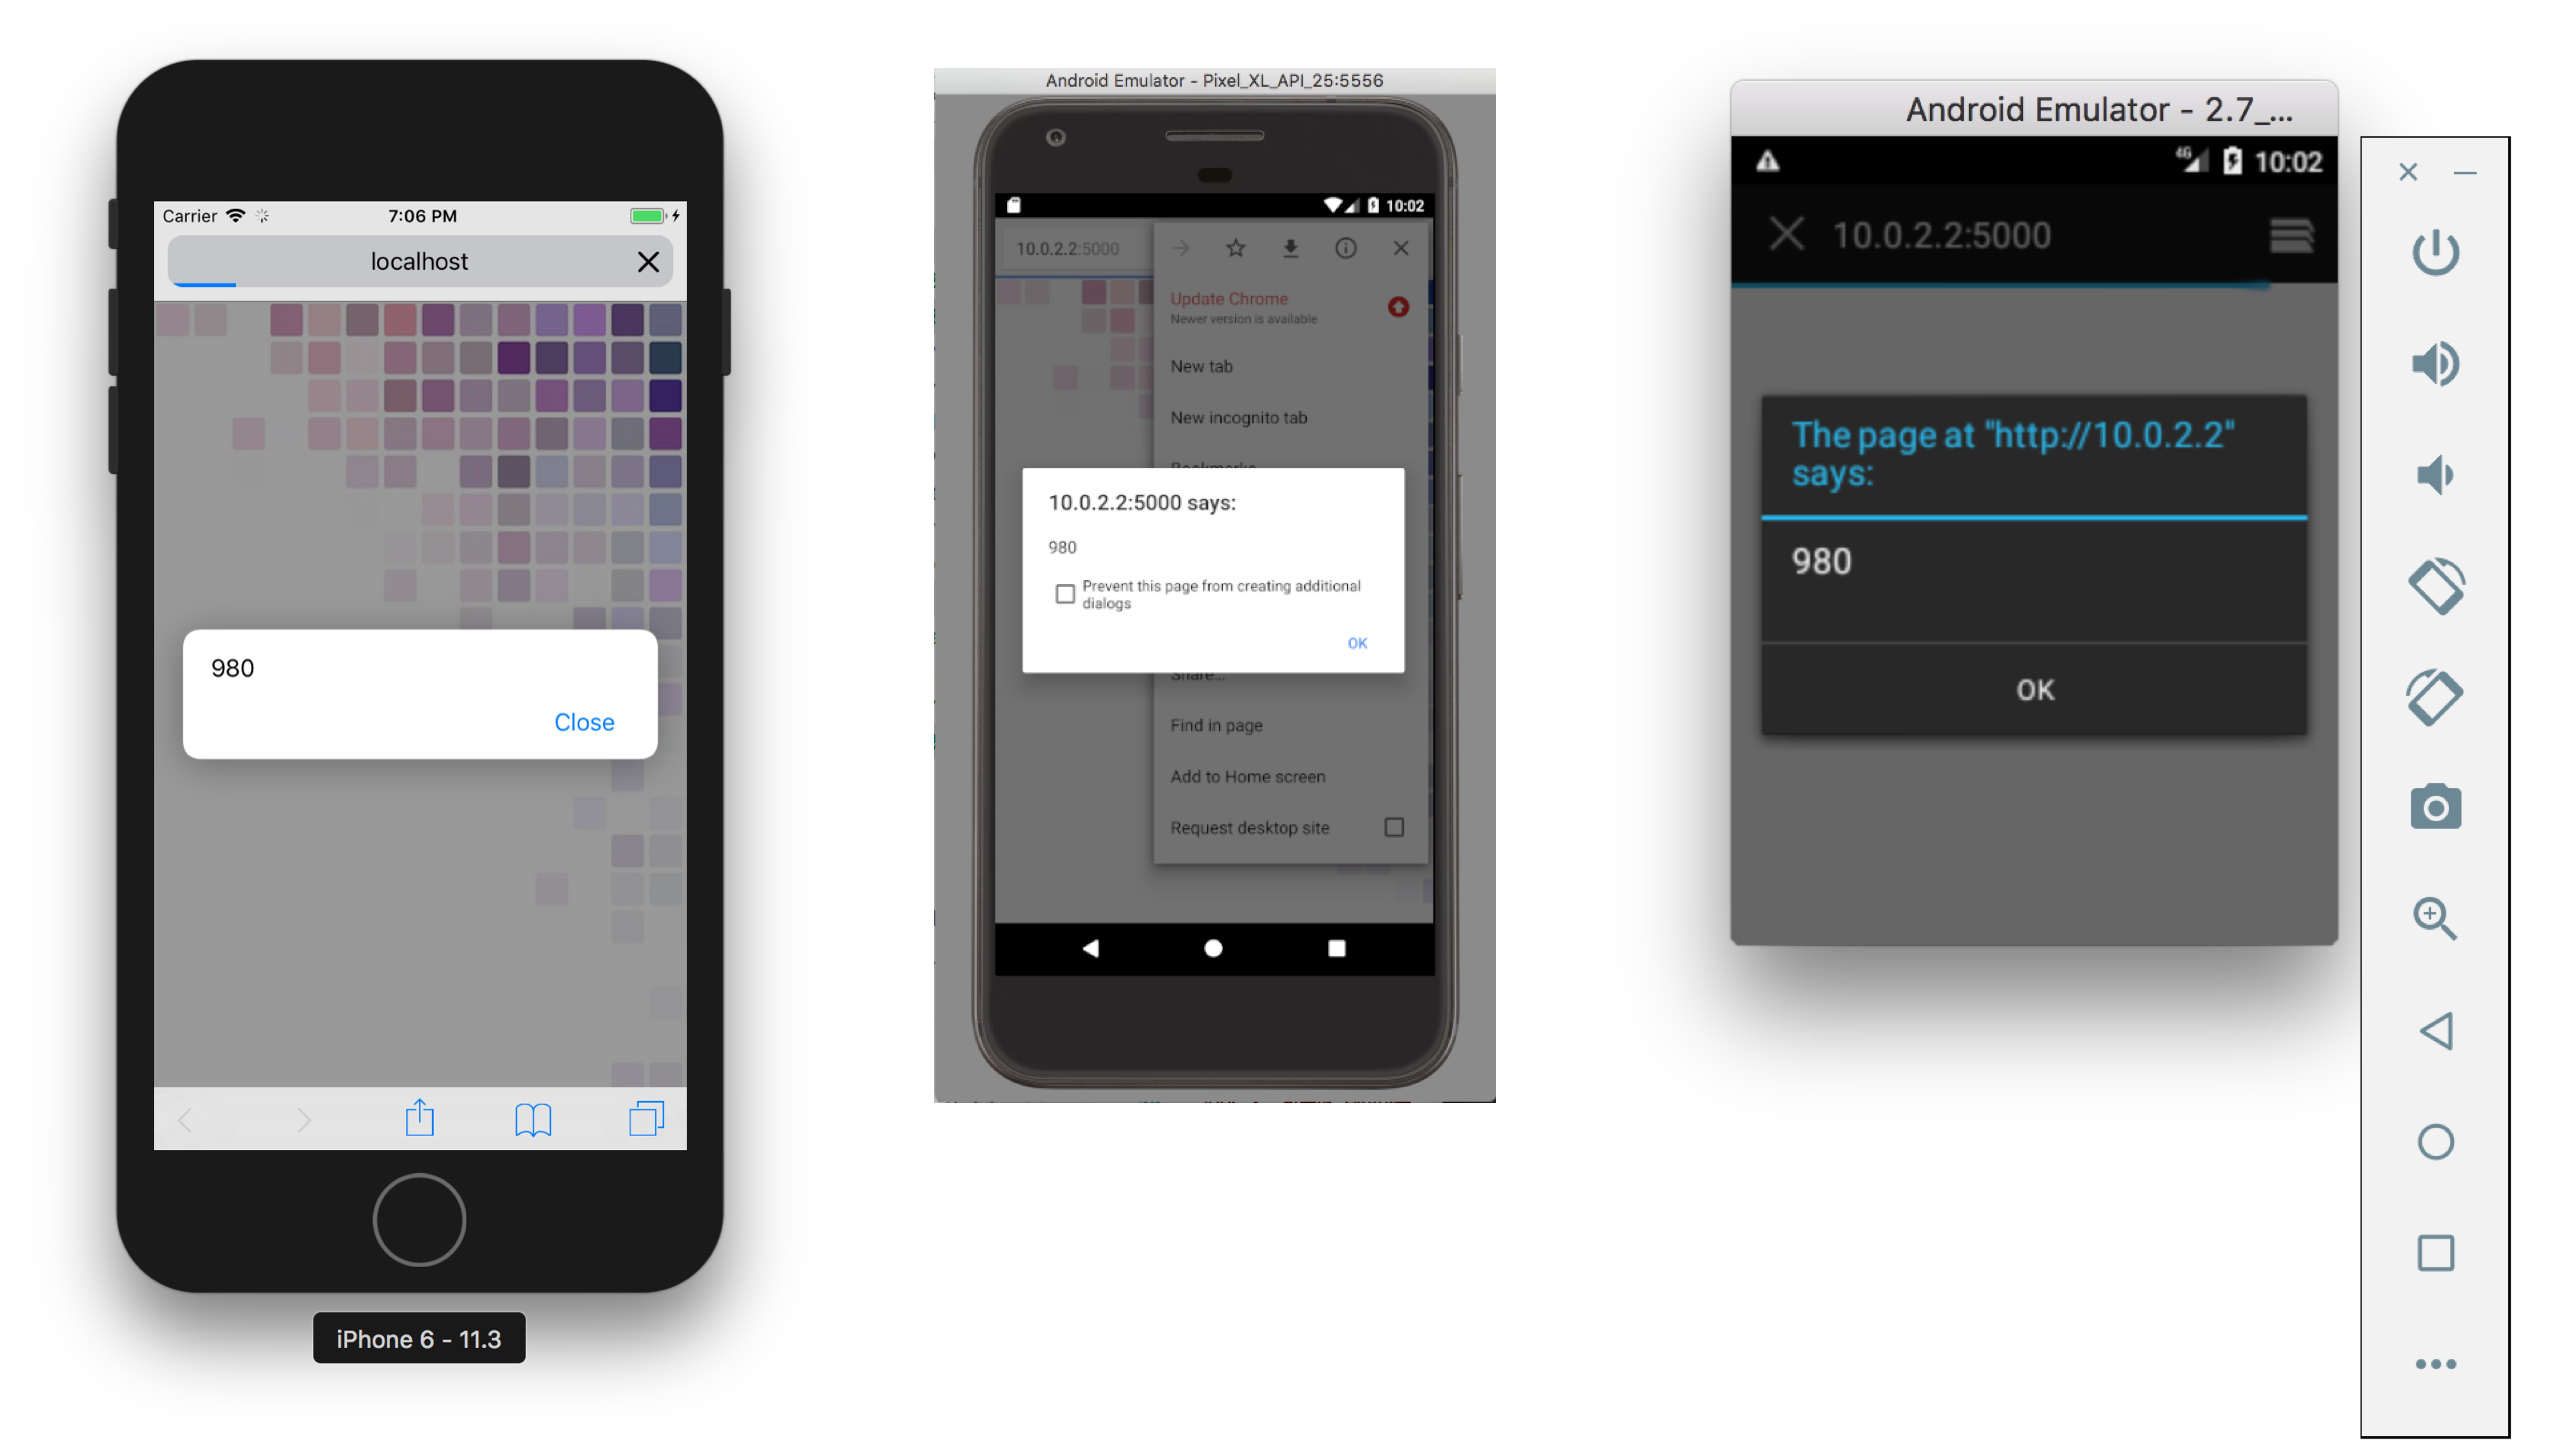 Carrier
7:06 PM
localhost
980
Close
iPhone 6 - 11.3
Android Emulator - Pixel_XL_API_25:5556
10:02
10.0.2.2:5000
Update Chrome
Newer version is available
New tab
New incognito tab
Bookmarks
10.0.2.2:5000 says:
980
Prevent this page from creating additional
dialogs
OK
Share...
Find in page
Add to Home screen
Request desktop site
Android Emulator - 2.7_...
4G
10:02
10.0.2.2:5000
The page at "http://10.0.2.2"
says:
980
OK